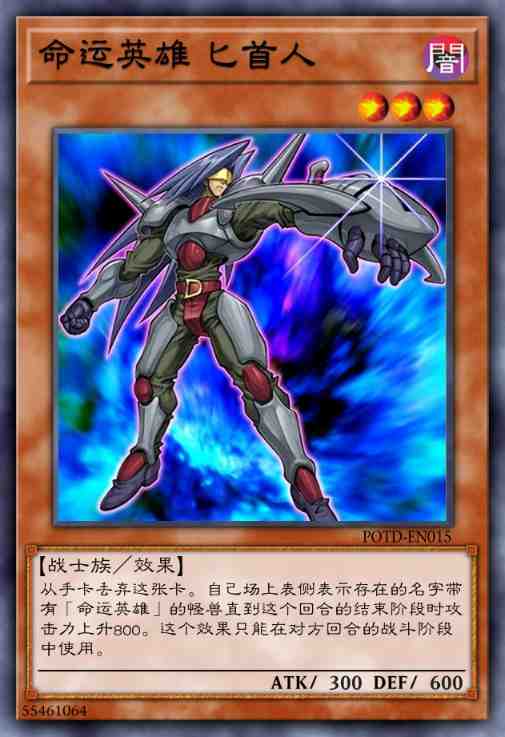 命运英雄 匕首人
闇
POTD-EN015
【战士族／效果】
从手卡丢弃这张卡。自己场上表侧表示存在的名字带
有「命运英雄」的怪兽直到这个回合的结束阶段时攻
击力上升800。这个效果只能在对方回合的战斗阶段
中使用。
ATK/ 300 DEF/ 600
55461064